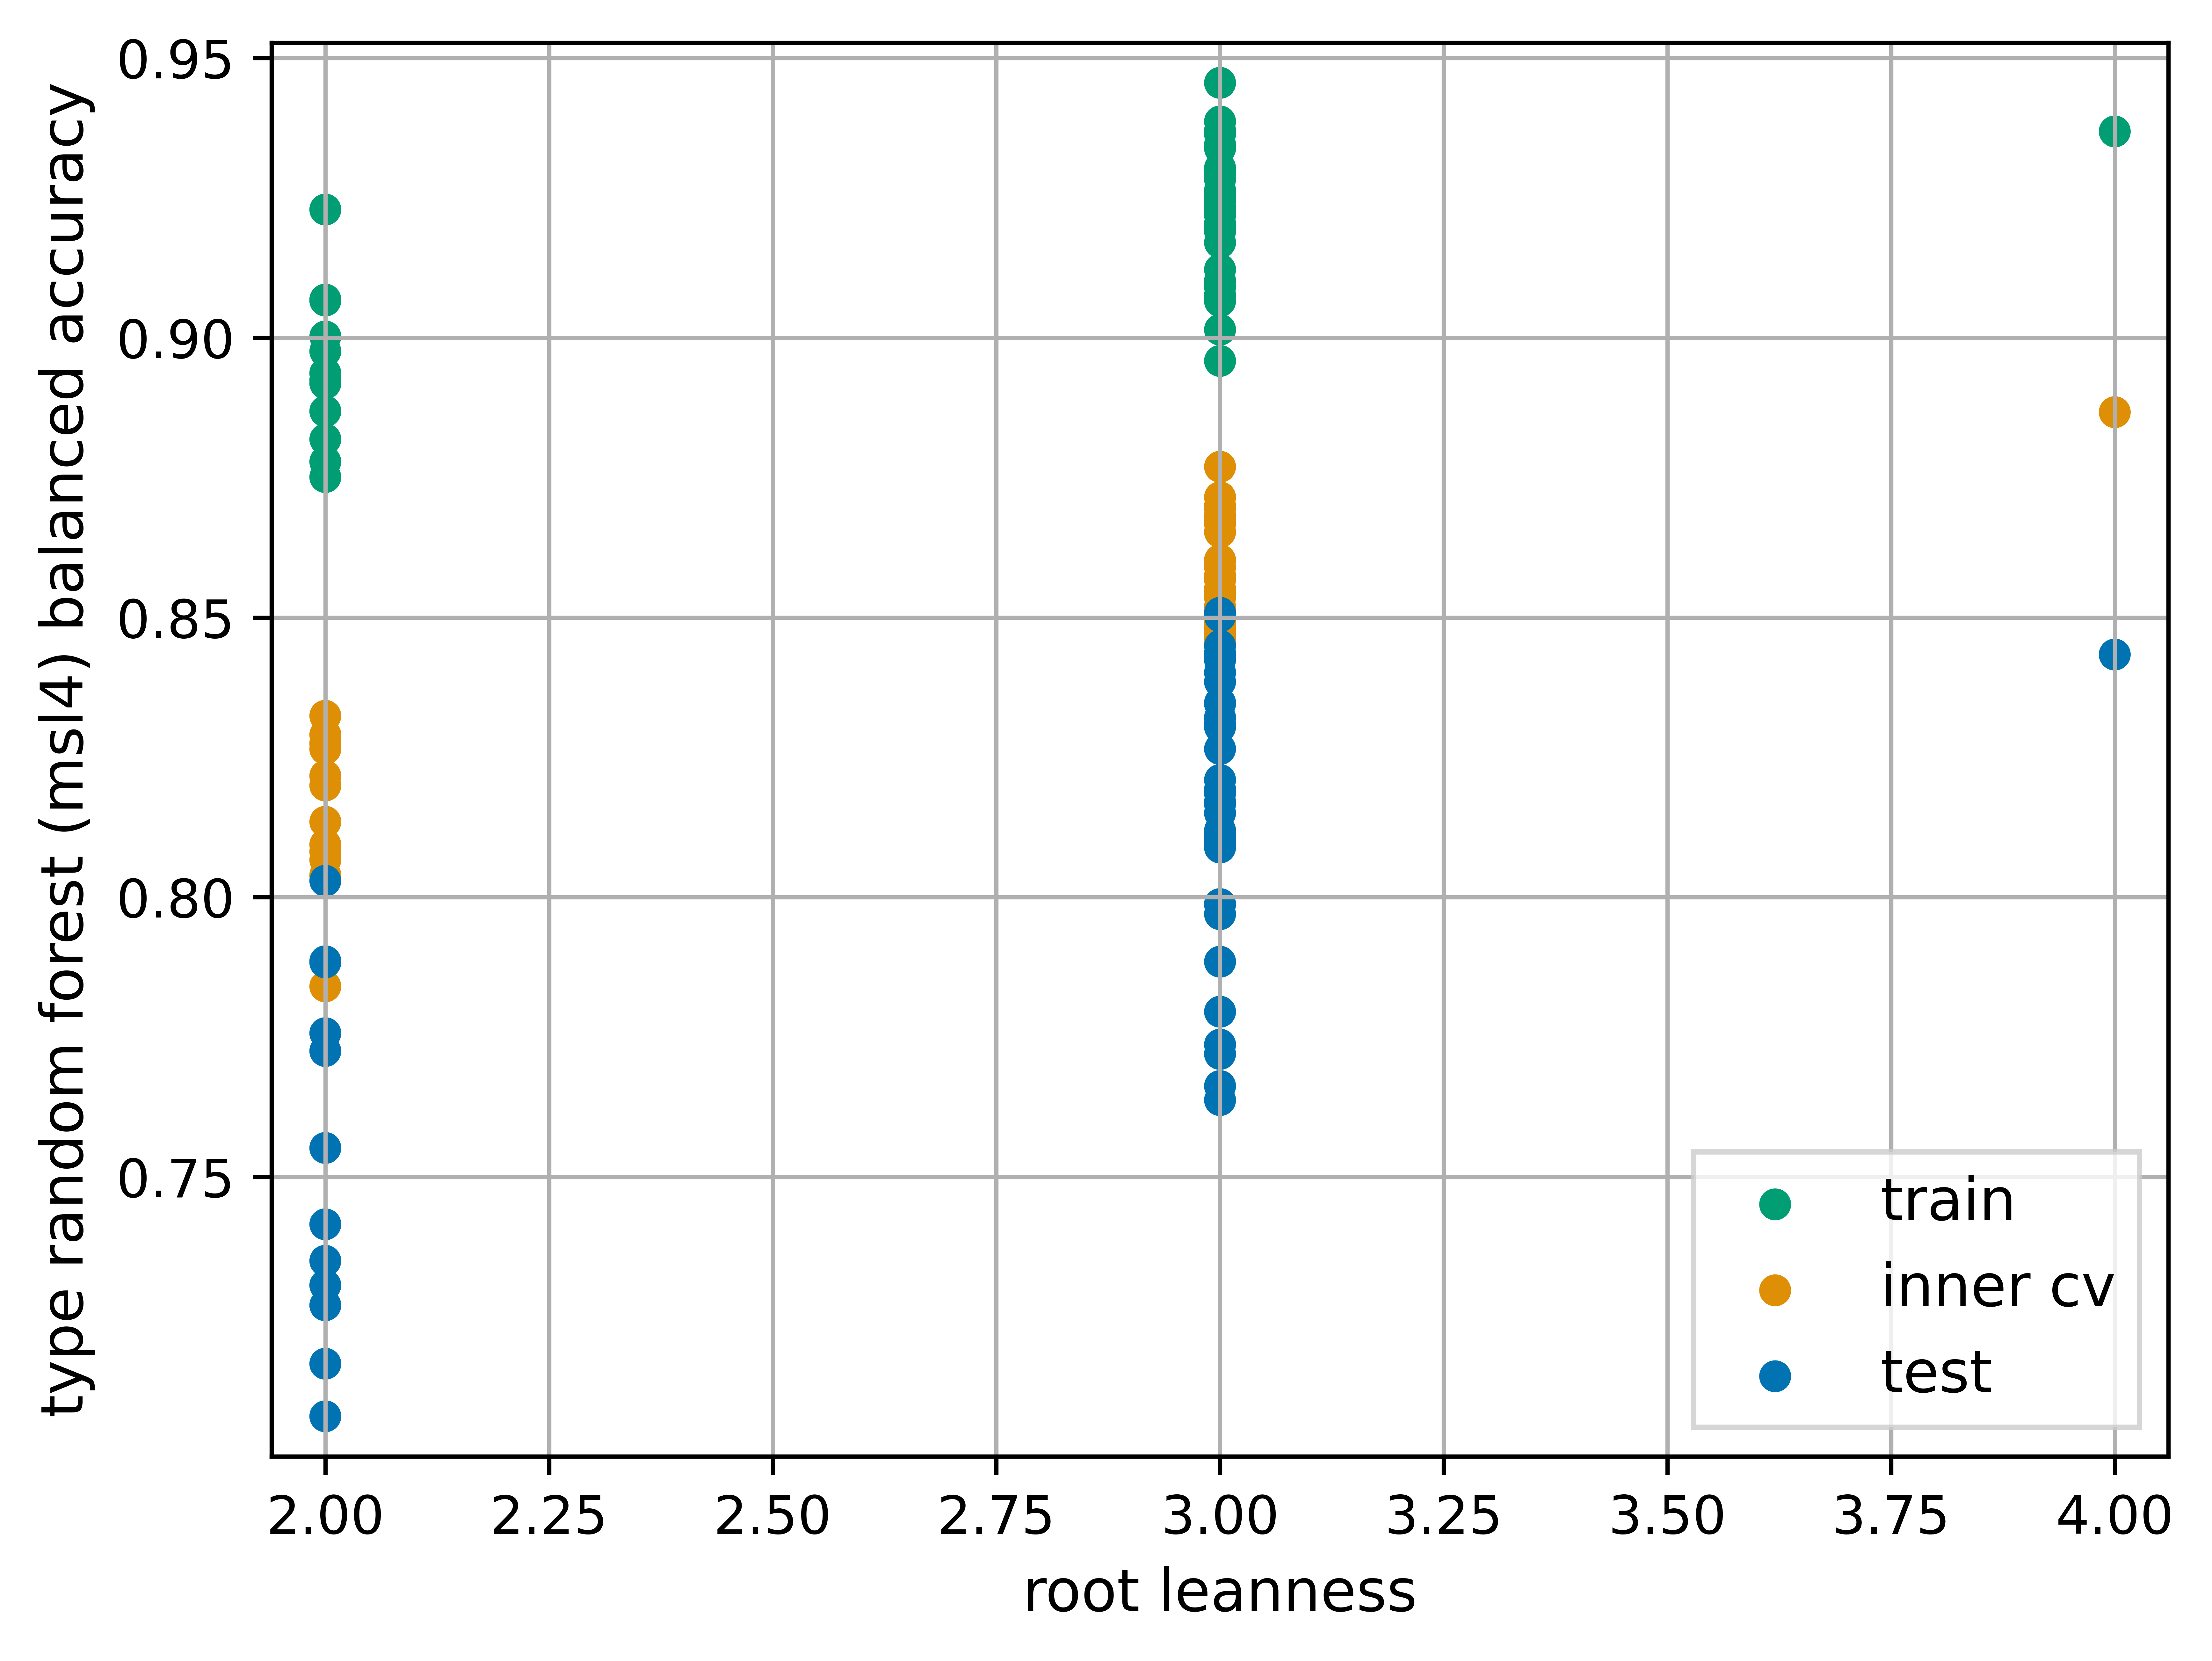 type random forest (msl4) balanced accuracy
0.95
0.90
0.85
0.80
0.75
train
inner cv
test
2.00 2.25 2.50 2.75 3.00 3.25 3.50 3.75 4.00
root leanness